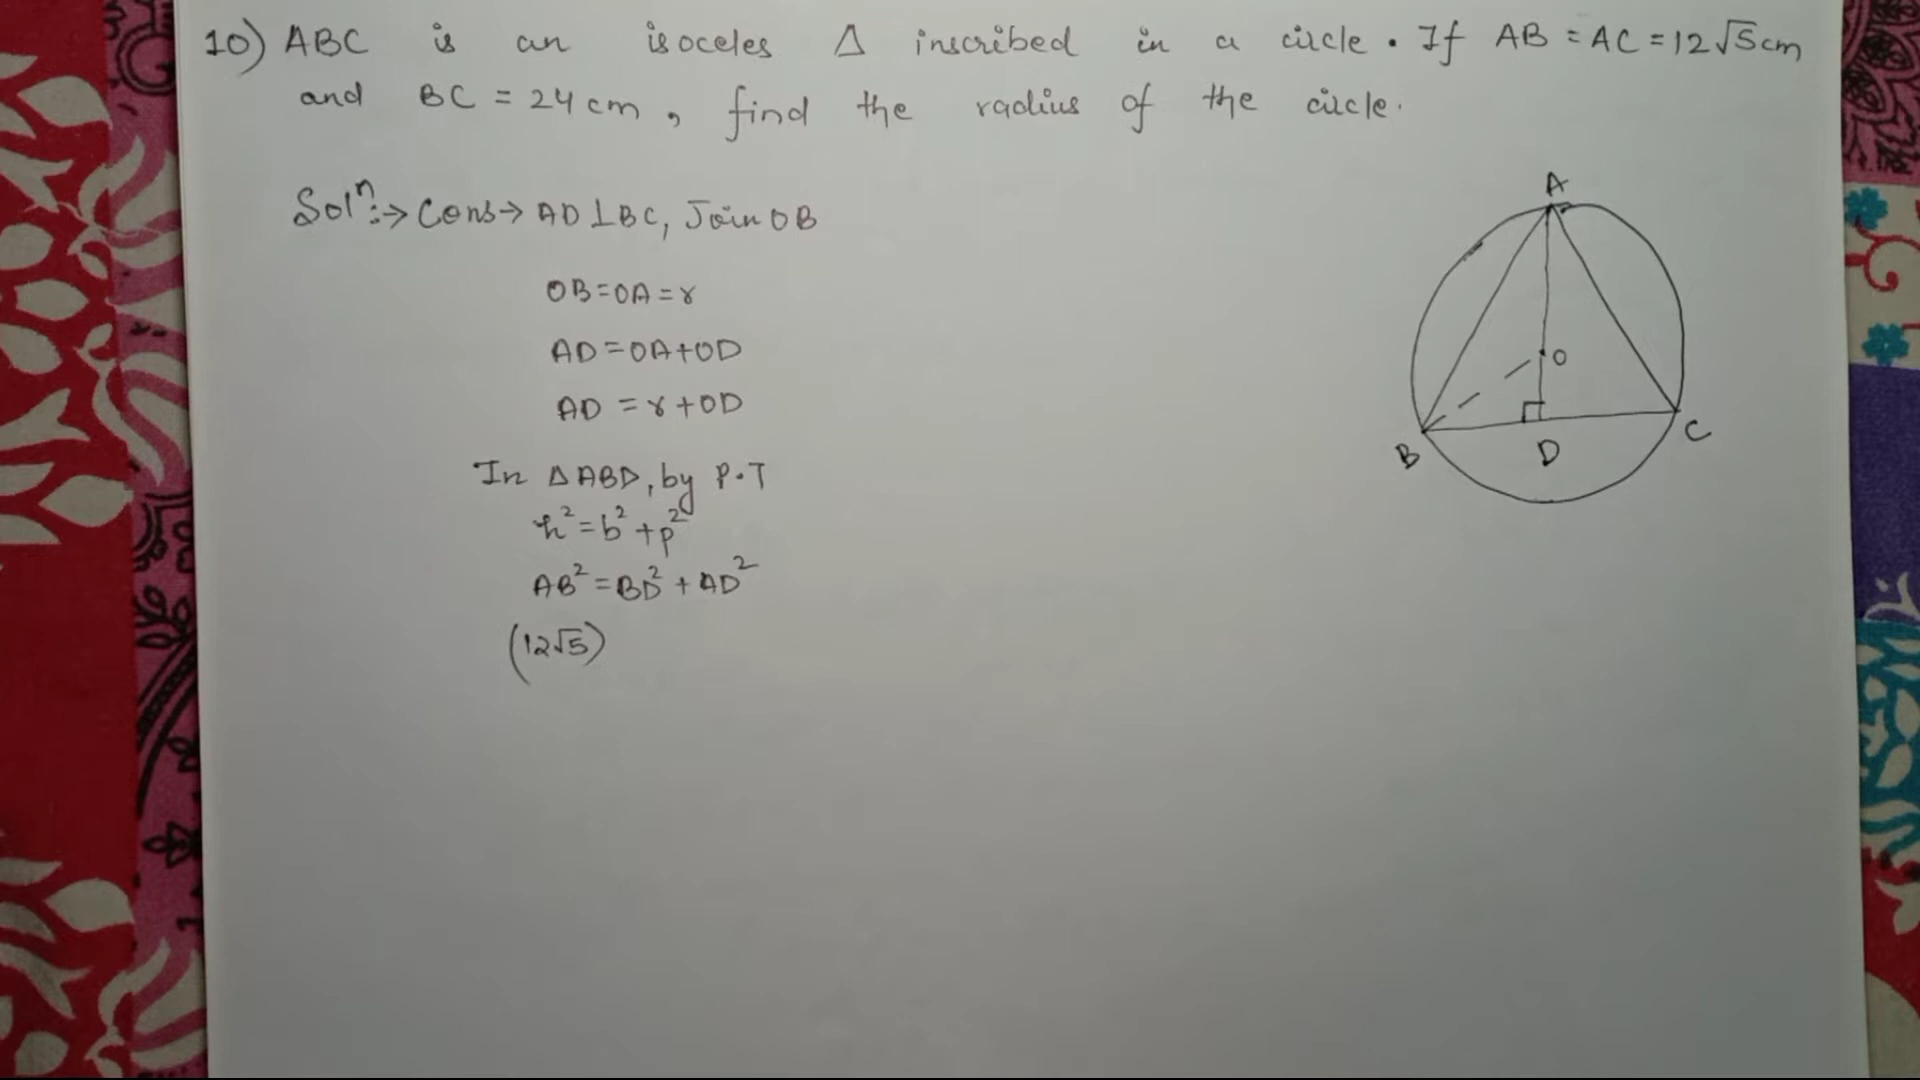 10) ABC is an isoceles Δ inscribed in a circle. If AB = AC = 12√5cm
and BC = 24 cm, find the radius of the circle.
Solⁿ:→ Cons→ AD⊥BC, Join OB
OB=OA=r
AD=OA+OD
AD=r+OD
In ΔABD, by P.T
h²=b²+p²
AB²=BD²+AD²
(12√5)
A
O
B
D
C